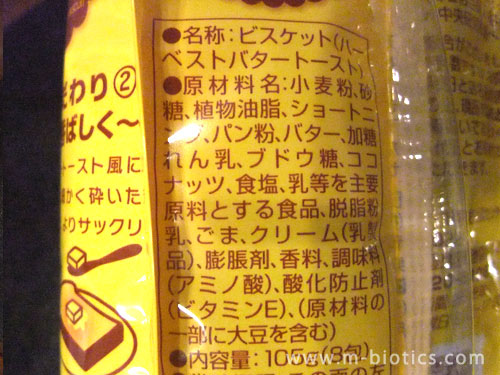 ●名称:ビスケット(ハー
ベストバタートースト)
●原材料名:小麦粉、砂
糖、植物油脂、ショートニ
ング、パン粉、バター、加糖
れん乳、ブドウ糖、ココ
ナッツ、食塩、乳等を主要
原料とする食品、脱脂粉
乳、ごま、クリーム(乳製
品)、膨脹剤、香料、調味料
(アミノ酸)、酸化防止剤
(ビタミンE)、(原材料の
一部に大豆を含む)
●内容量:10
包)
だわり②
ばしく〜
トースト風に
かく砕いた
よりサックリ
www.m-biotics.com